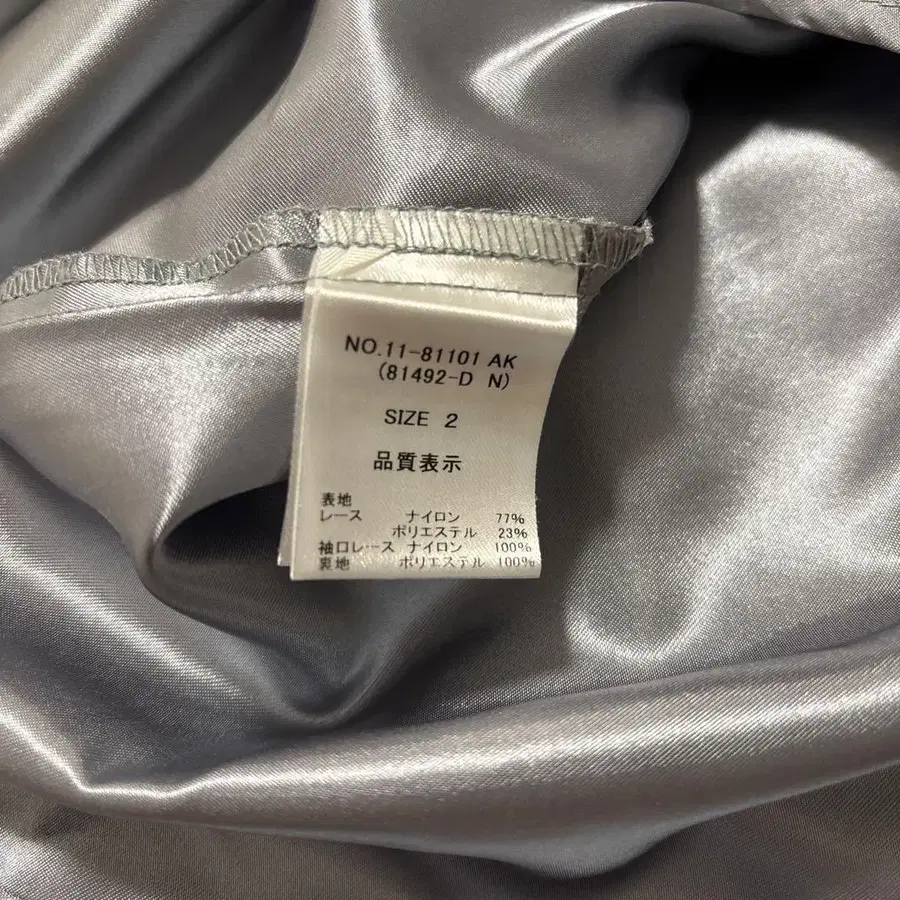 NO.11-81101 AK
(81492-D N)
SIZE 2
品質表示
表地
レース ナイロン 77%
ポリエステル 23%
袖口レース ナイロン 100%
裏地 ポリエステル 100%